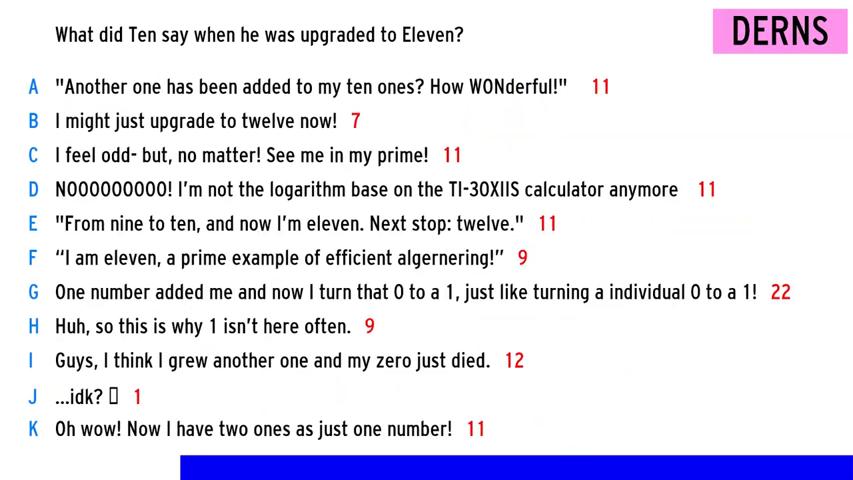 What did Ten say when he was upgraded to Eleven?
DERNS
A "Another one has been added to my ten ones? How WONderful!" 11
B I might just upgrade to twelve now! 7
C I feel odd- but, no matter! See me in my prime! 11
D NOOOOOOOOO! I'm not the logarithm base on the TI-30XIIS calculator anymore 11
E "From nine to ten, and now I'm eleven. Next stop: twelve." 11
F “I am eleven, a prime example of efficient algernering!” 9
G One number added me and now I turn that 0 to a 1, just like turning a individual 0 to a 1! 22
H Huh, so this is why 1 isn't here often. 9
I Guys, I think I grew another one and my zero just died. 12
J ...idk? 1
K Oh wow! Now I have two ones as just one number! 11